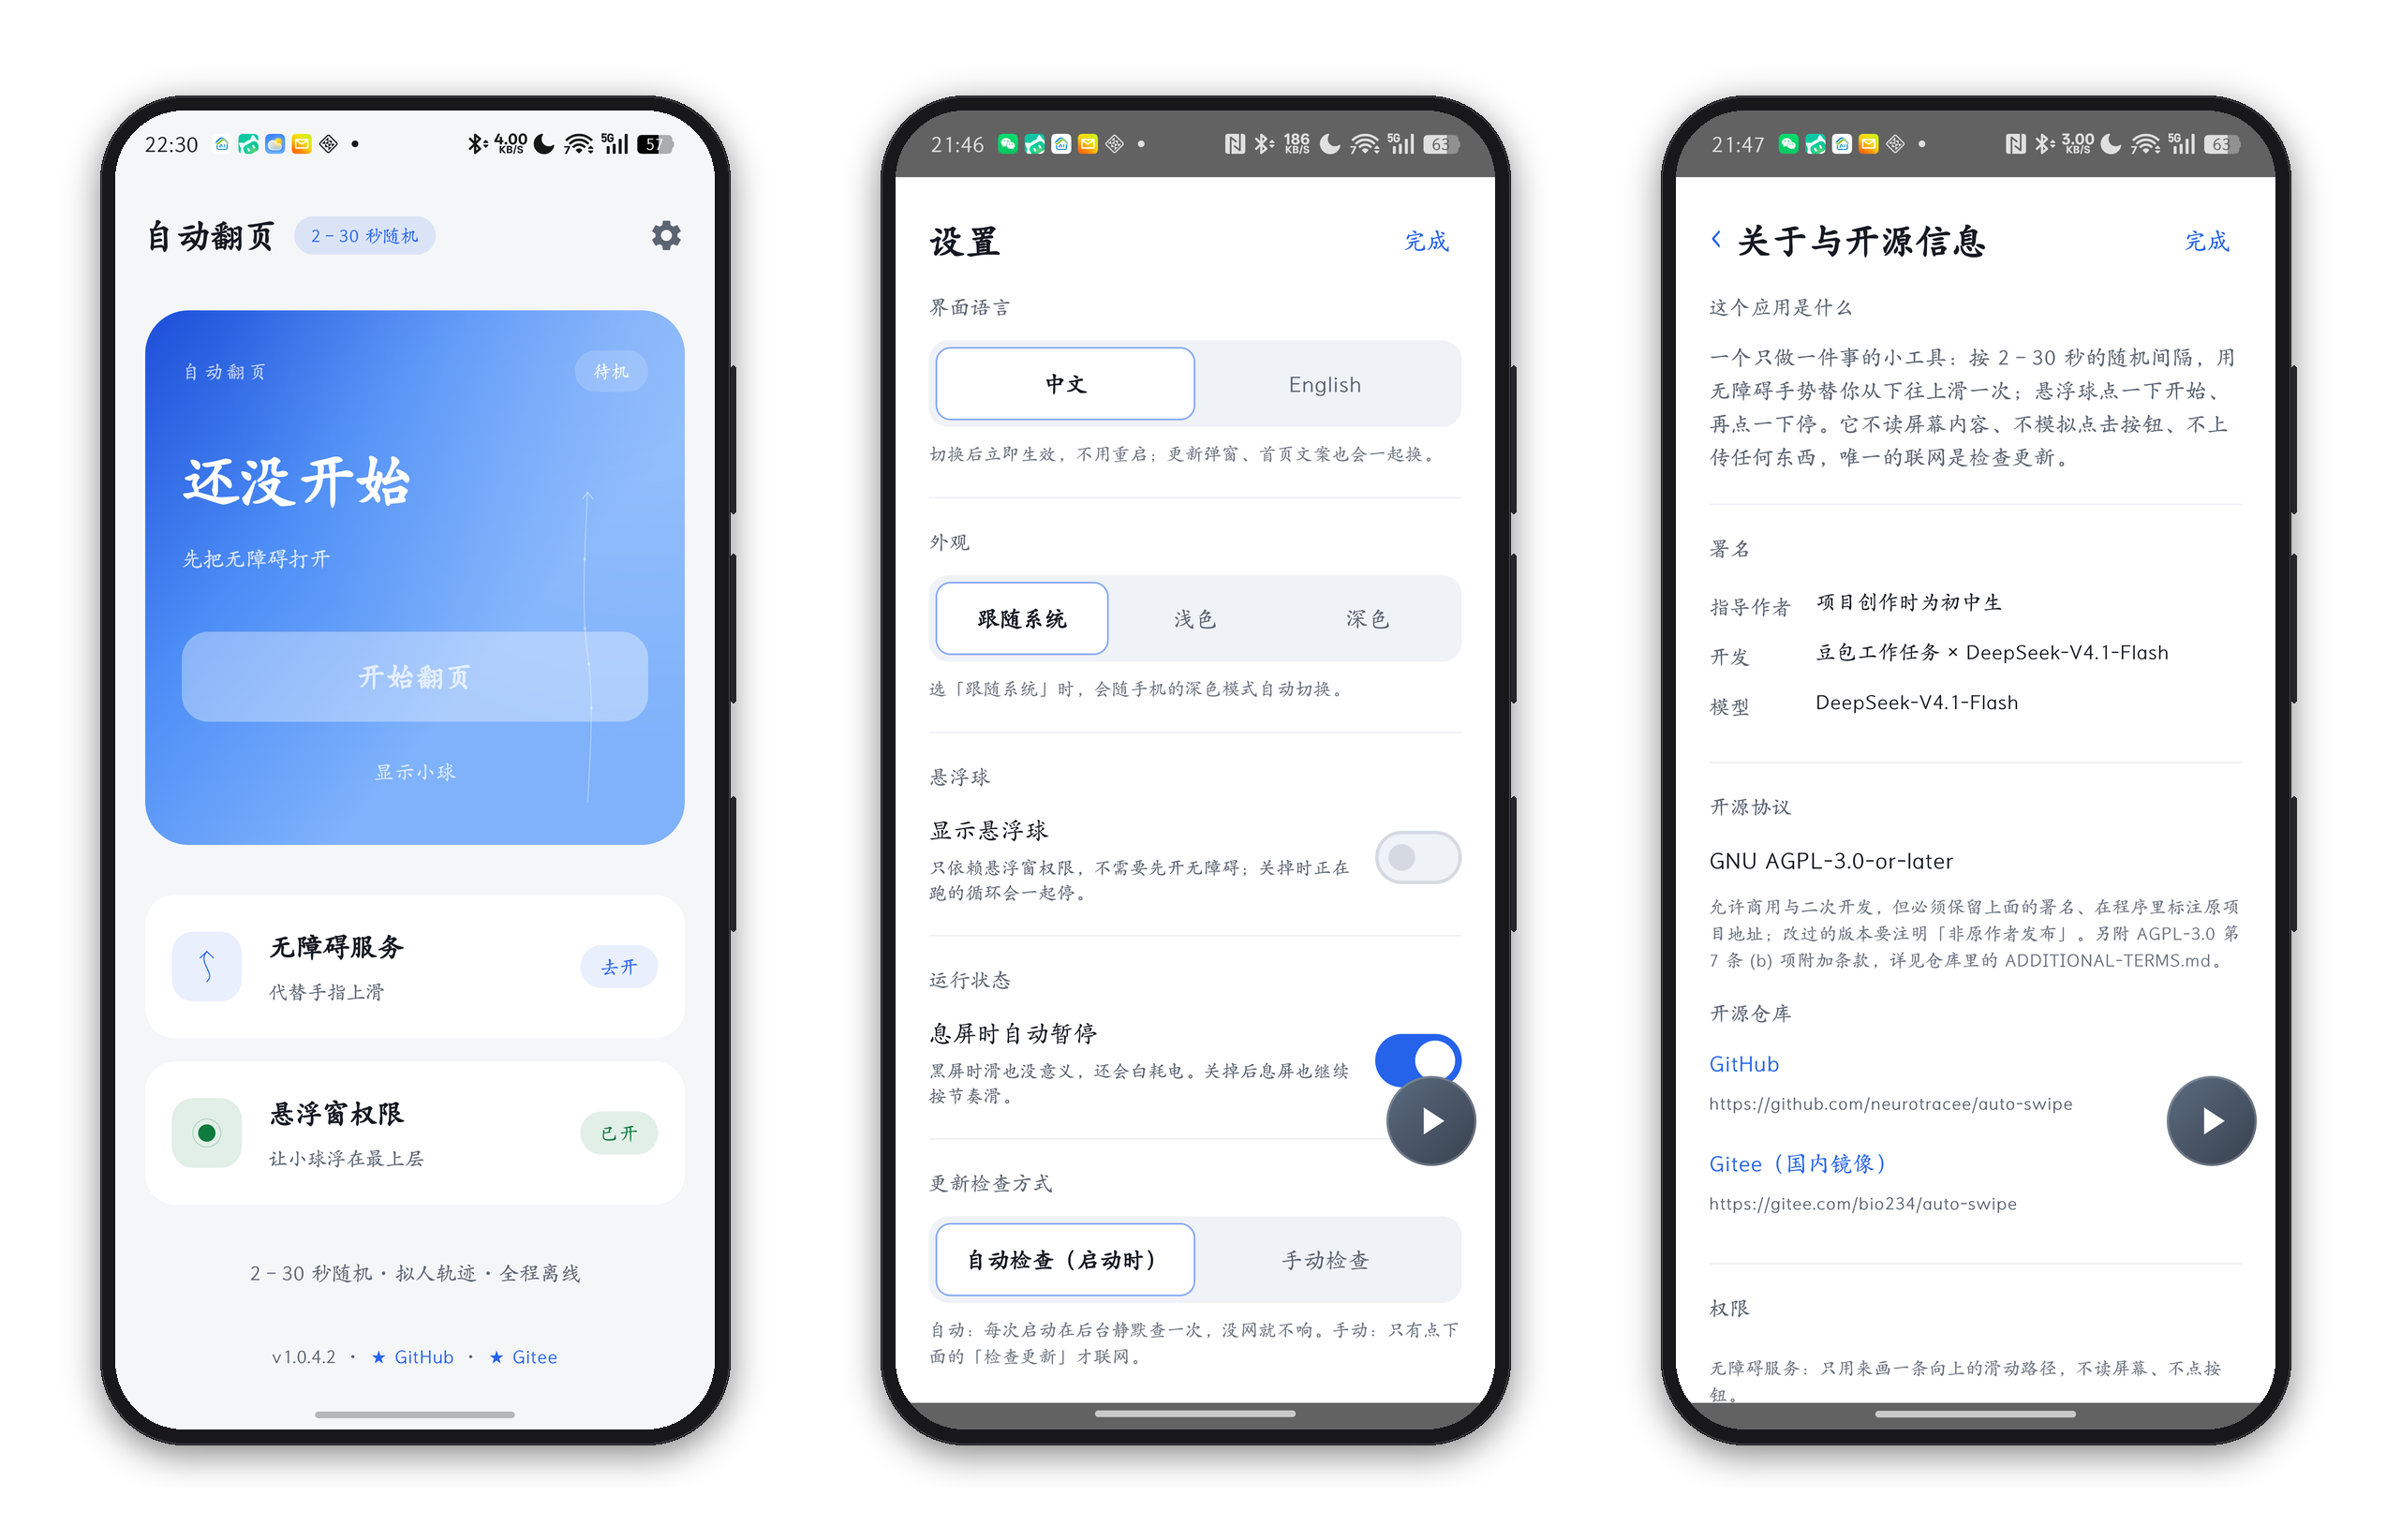 22:30
4.00 KB/S
7
5G
57
自动翻页
2-30 秒随机
自动翻页
待机
还没开始
先把无障碍打开
开始翻页
显示小球
无障碍服务
代替手指上滑
去开
悬浮窗权限
让小球浮在最上层
已开
2-30 秒随机 · 拟人轨迹 · 全程离线
v1.0.4.2 · ★ GitHub · ★ Gitee
21:46
186 KB/S
7
5G
63
设置
完成
界面语言
中文
English
切换后立即生效，不用重启；更新弹窗、首页文案也会一起换。
外观
跟随系统
浅色
深色
选「跟随系统」时，会随手机的深色模式自动切换。
悬浮球
显示悬浮球
只依赖悬浮窗权限，不需要先开无障碍；关掉时正在
跑的循环会一起停。
运行状态
息屏时自动暂停
黑屏时滑也没意义，还会白耗电。关掉后息屏也继续
按节奏滑。
更新检查方式
自动检查（启动时）
手动检查
自动：每次启动在后台静默查一次，没网就不响。手动：只有点下
面的「检查更新」才联网。
21:47
3.00 KB/S
7
5G
63
关于与开源信息
完成
这个应用是什么
一个只做一件事的小工具：按 2-30 秒的随机间隔，用
无障碍手势替你从下往上滑一次；悬浮球点一下开始、
再点一下停。它不读屏幕内容、不模拟点击按钮、不上
传任何东西，唯一的联网是检查更新。
署名
指导作者 项目创作时为初中生
开发 豆包工作任务 × DeepSeek-V4.1-Flash
模型 DeepSeek-V4.1-Flash
开源协议
GNU AGPL-3.0-or-later
允许商用与二次开发，但必须保留上面的署名、在程序里标注原项
目地址；改过的版本要注明「非原作者发布」。另附 AGPL-3.0 第
7 条 (b) 项附加条款，详见仓库里的 ADDITIONAL-TERMS.md。
开源仓库
GitHub
https://github.com/neurotracee/auto-swipe
Gitee（国内镜像）
https://gitee.com/bio234/auto-swipe
权限
无障碍服务：只用来画一条向上的滑动路径，不读屏幕、不点按
钮。